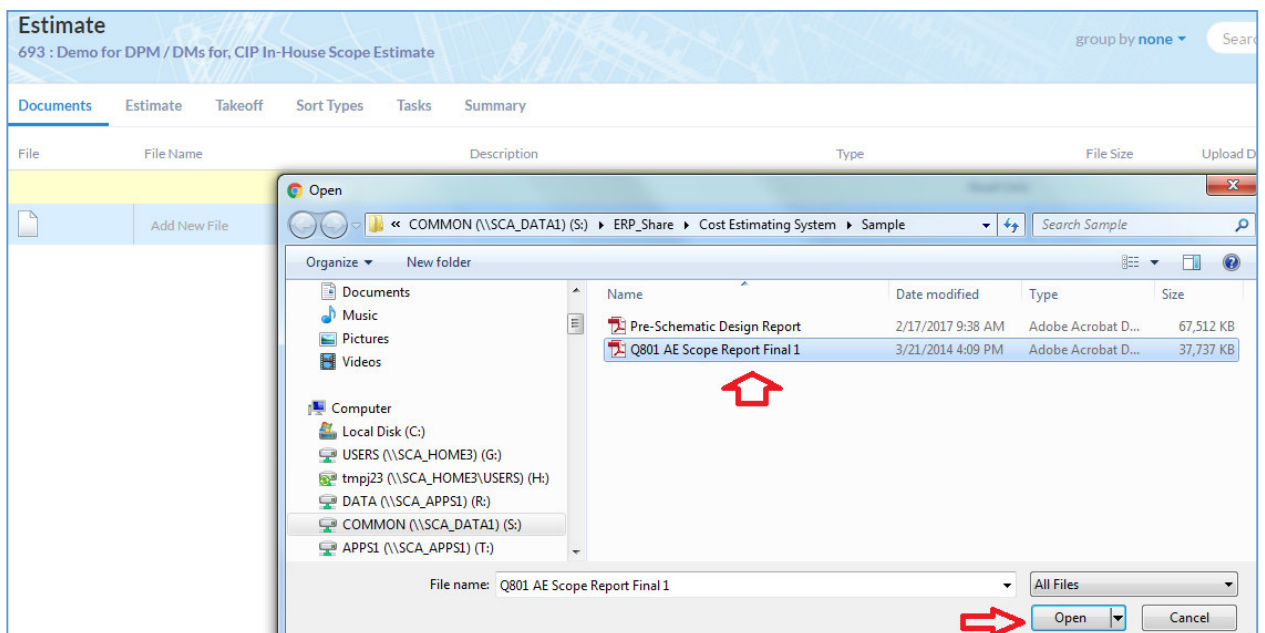 Estimate
693 : Demo for DPM / DMs for, CIP In-House Scope Estimate
group by none
Sear
Documents Estimate Takeoff Sort Types Tasks Summary
File File Name Description Type File Size Upload D
Open
Add New File
« COMMON (\\SCA_DATA1) (S:) ERP_Share Cost Estimating System Sample
Search Sample
Organize New folder
Documents
Music
Pictures
Videos
Computer
Local Disk (C:)
USERS (\\SCA_HOME3) (G:)
tmpj23 (\\SCA_HOME3\USERS) (H:)
DATA (\\SCA_APPS1) (R:)
COMMON (\\SCA_DATA1) (S:)
APPS1 (\\SCA_APPS1) (T:)
Name Date modified Type Size
Pre-Schematic Design Report 2/17/2017 9:38 AM Adobe Acrobat D... 67,512 KB
Q801 AE Scope Report Final 1 3/21/2014 4:09 PM Adobe Acrobat D... 37,737 KB
File name: Q801 AE Scope Report Final 1 All Files
Open Cancel